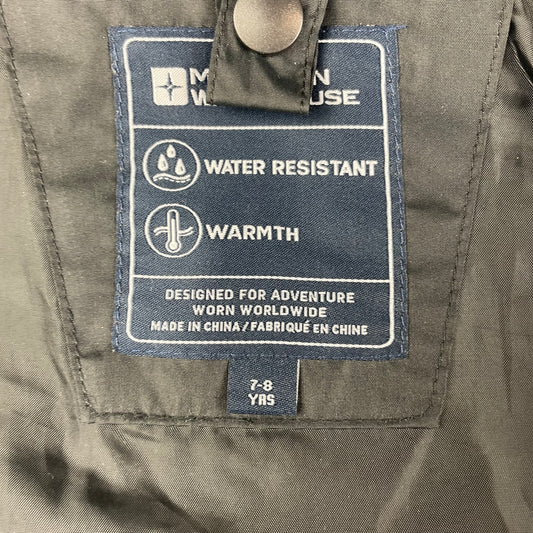 WATER RESISTANT
WARMTH
DESIGNED FOR ADVENTURE
WORN WORLDWIDE
MADE IN CHINA / FABRIQUÉ EN CHINE
7-8
YRS